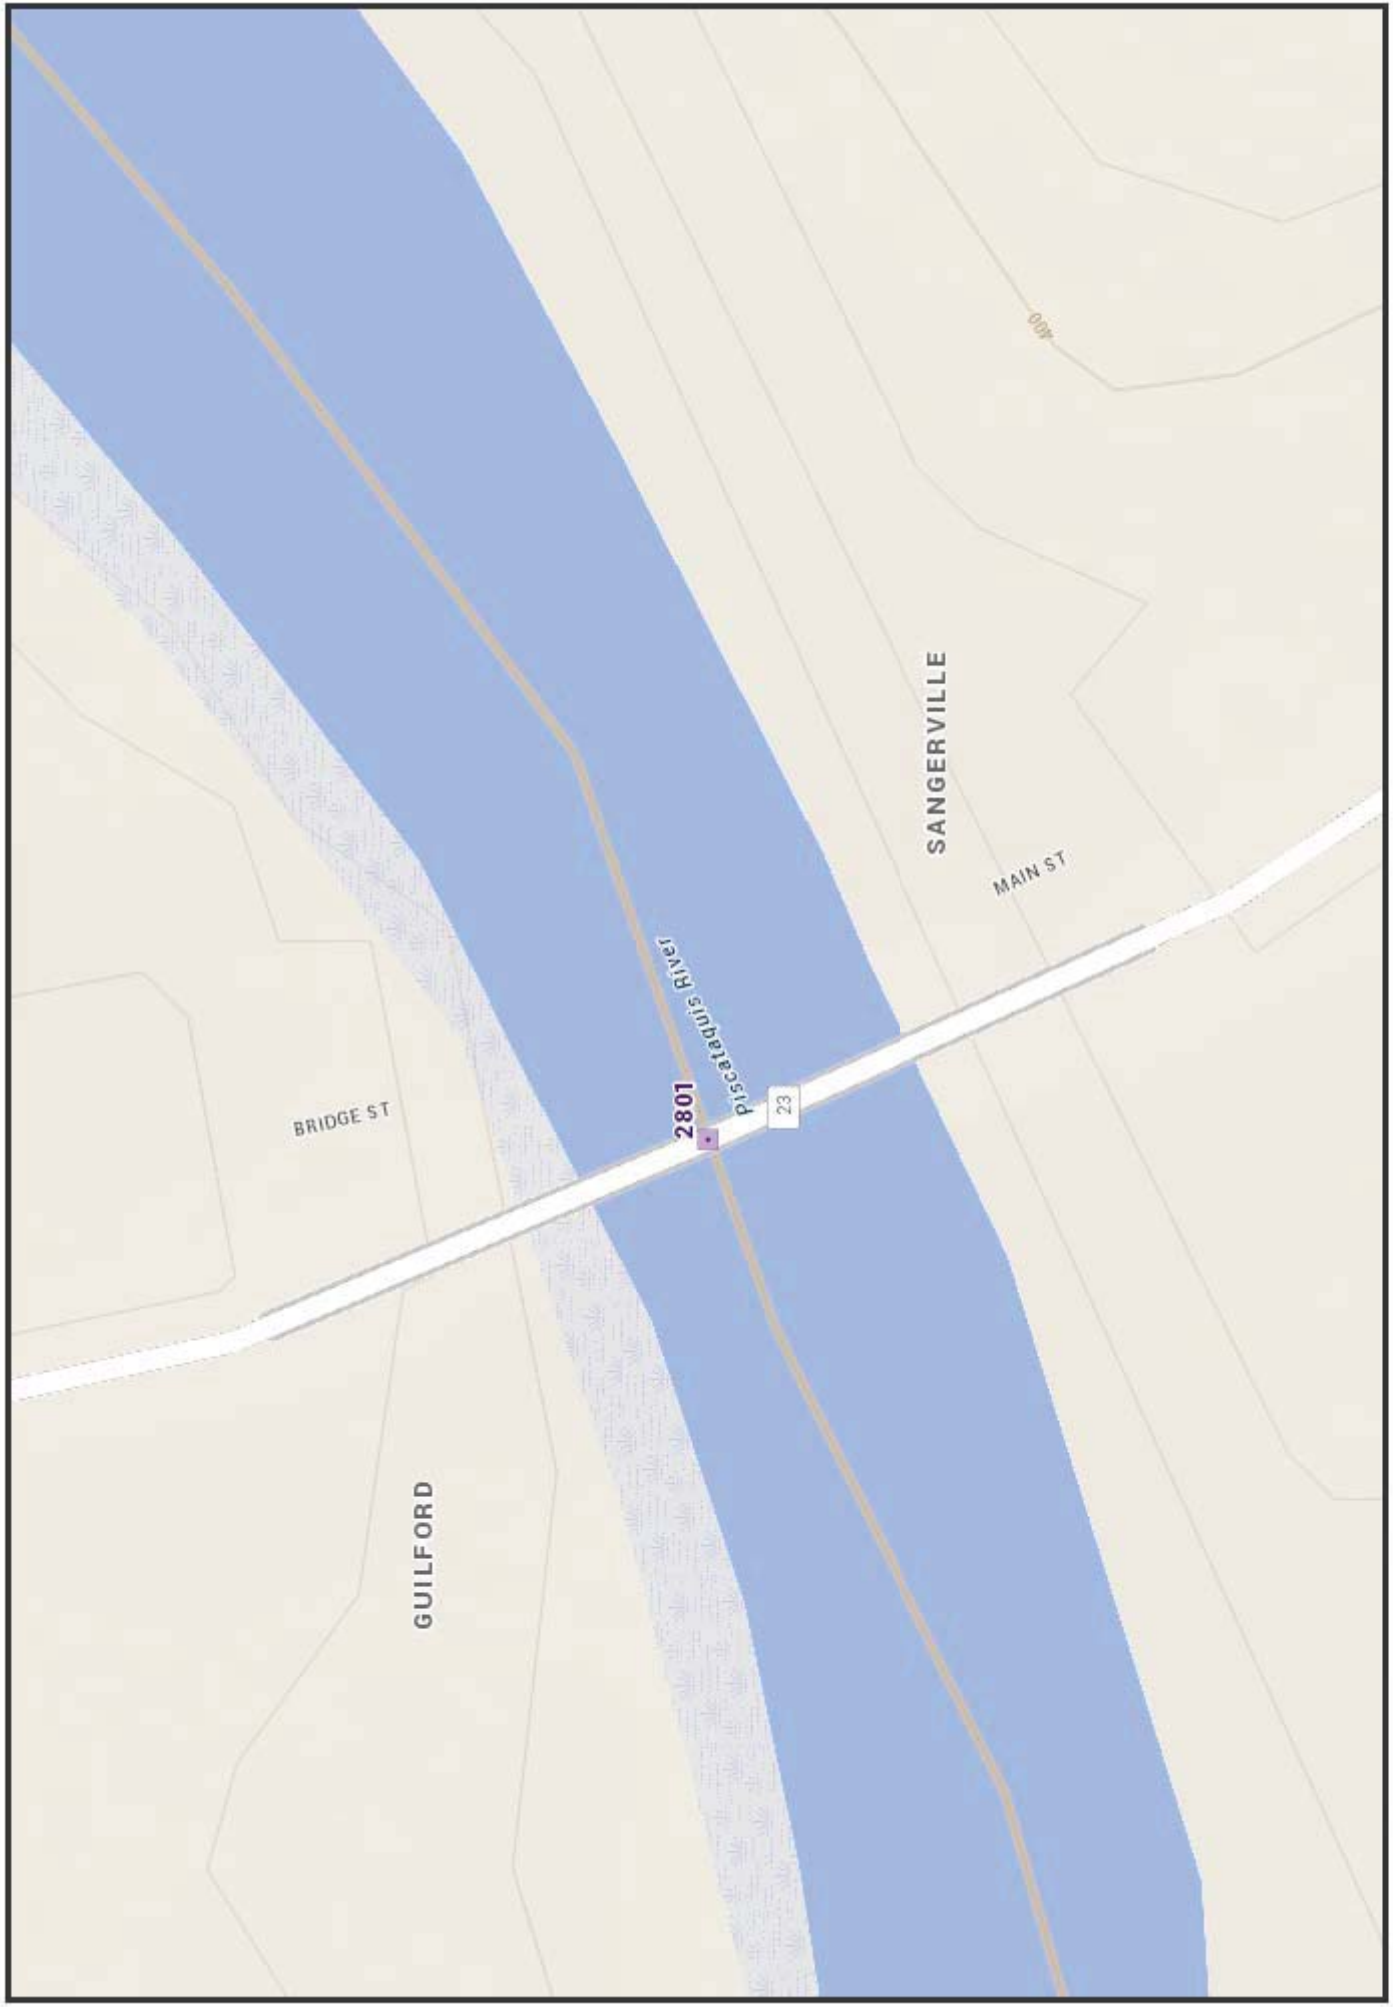 400
SANGERVILLE
MAIN ST
Piscataquis River
2801
23
BRIDGE ST
GUILFORD